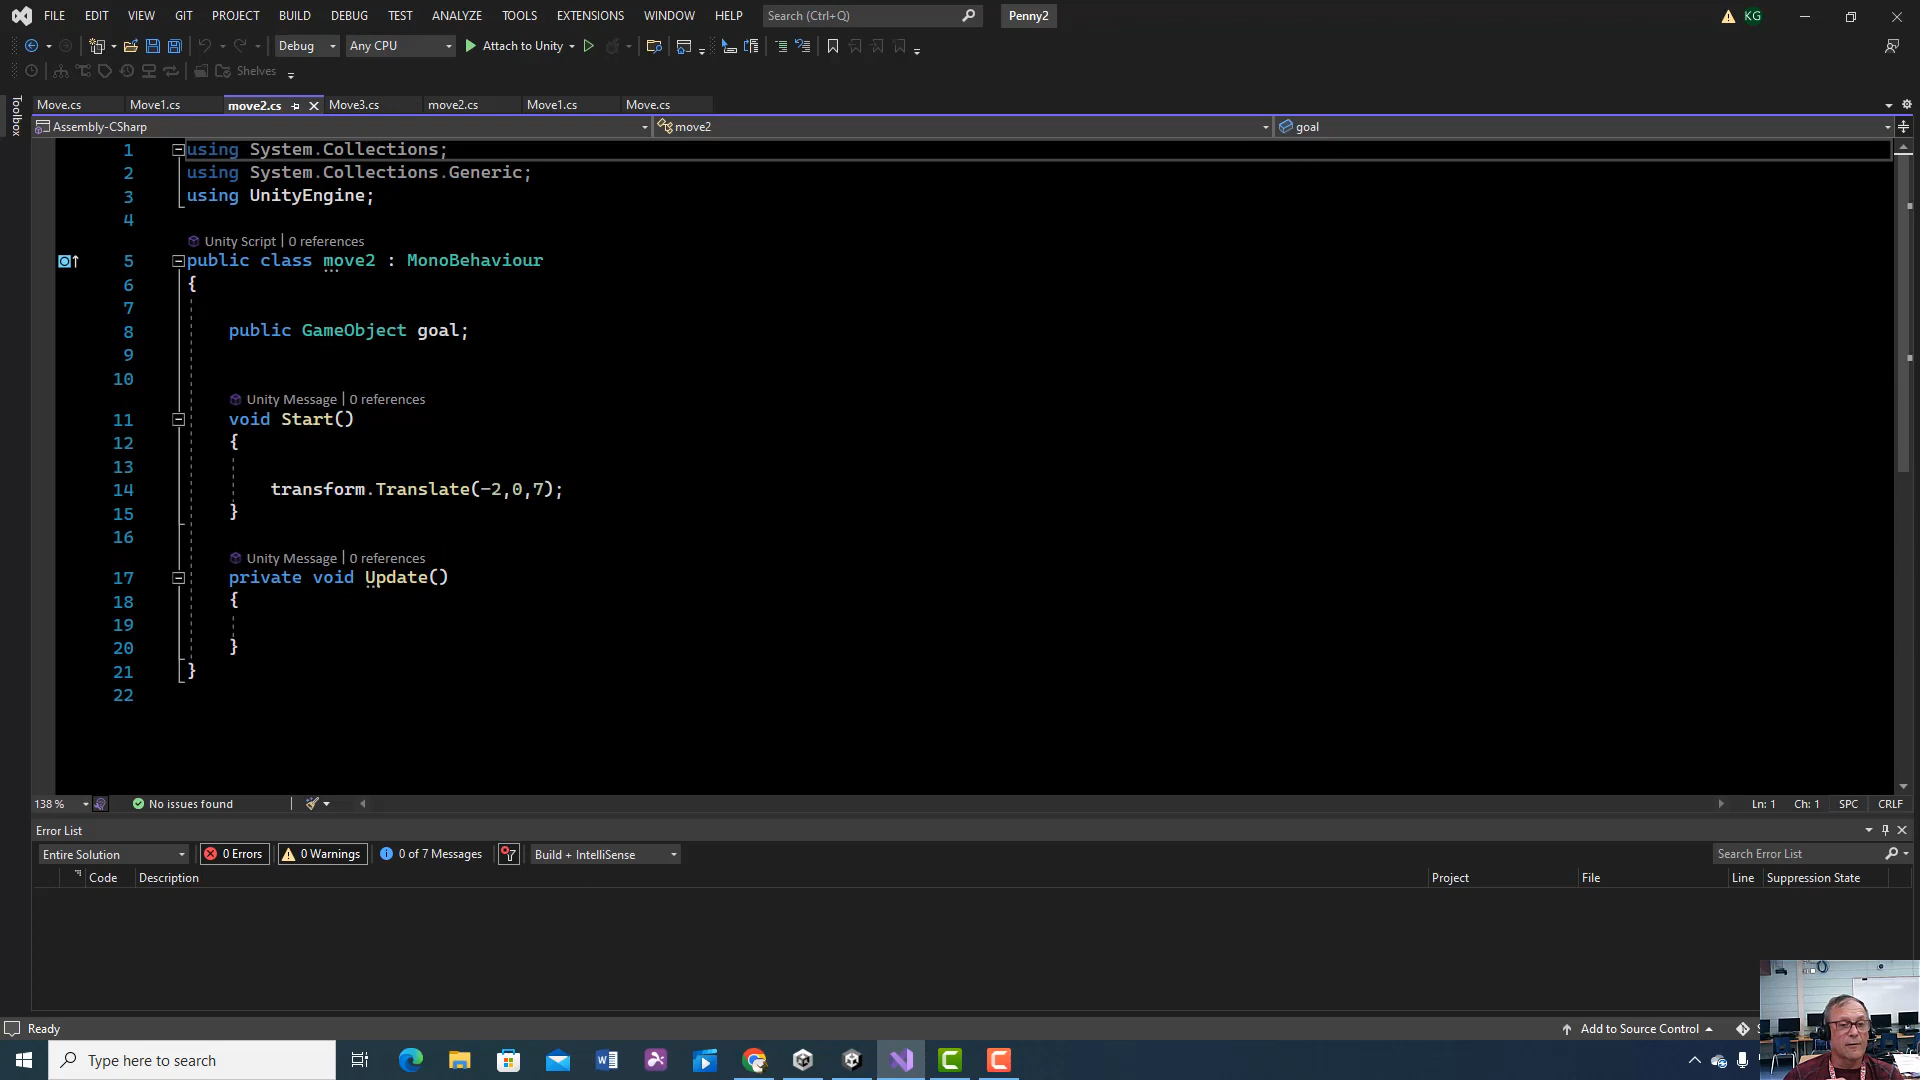 FILE EDIT VIEW GIT PROJECT BUILD DEBUG TEST ANALYZE TOOLS EXTENSIONS WINDOW HELP Search (Ctrl+Q) Penny2 KG
Debug Any CPU Attach to Unity
Shelves
Toolbox
Move.cs Move1.cs move2.cs Move3.cs move2.cs Move1.cs Move.cs
Assembly-CSharp move2 goal
1 using System.Collections;
2 using System.Collections.Generic;
3 using UnityEngine;
4
Unity Script | 0 references
5 public class move2 : MonoBehaviour
6 {
7
8 public GameObject goal;
9
10
Unity Message | 0 references
11 void Start()
12 {
13
14 transform.Translate(-2,0,7);
15 }
16
Unity Message | 0 references
17 private void Update()
18 {
19
20 }
21 }
22
138 % No issues found Ln: 1 Ch: 1 SPC CRLF
Error List
Entire Solution 0 Errors 0 Warnings 0 of 7 Messages Build + IntelliSense Search Error List
Code Description Project File Line Suppression State
Ready Add to Source Control
Type here to search